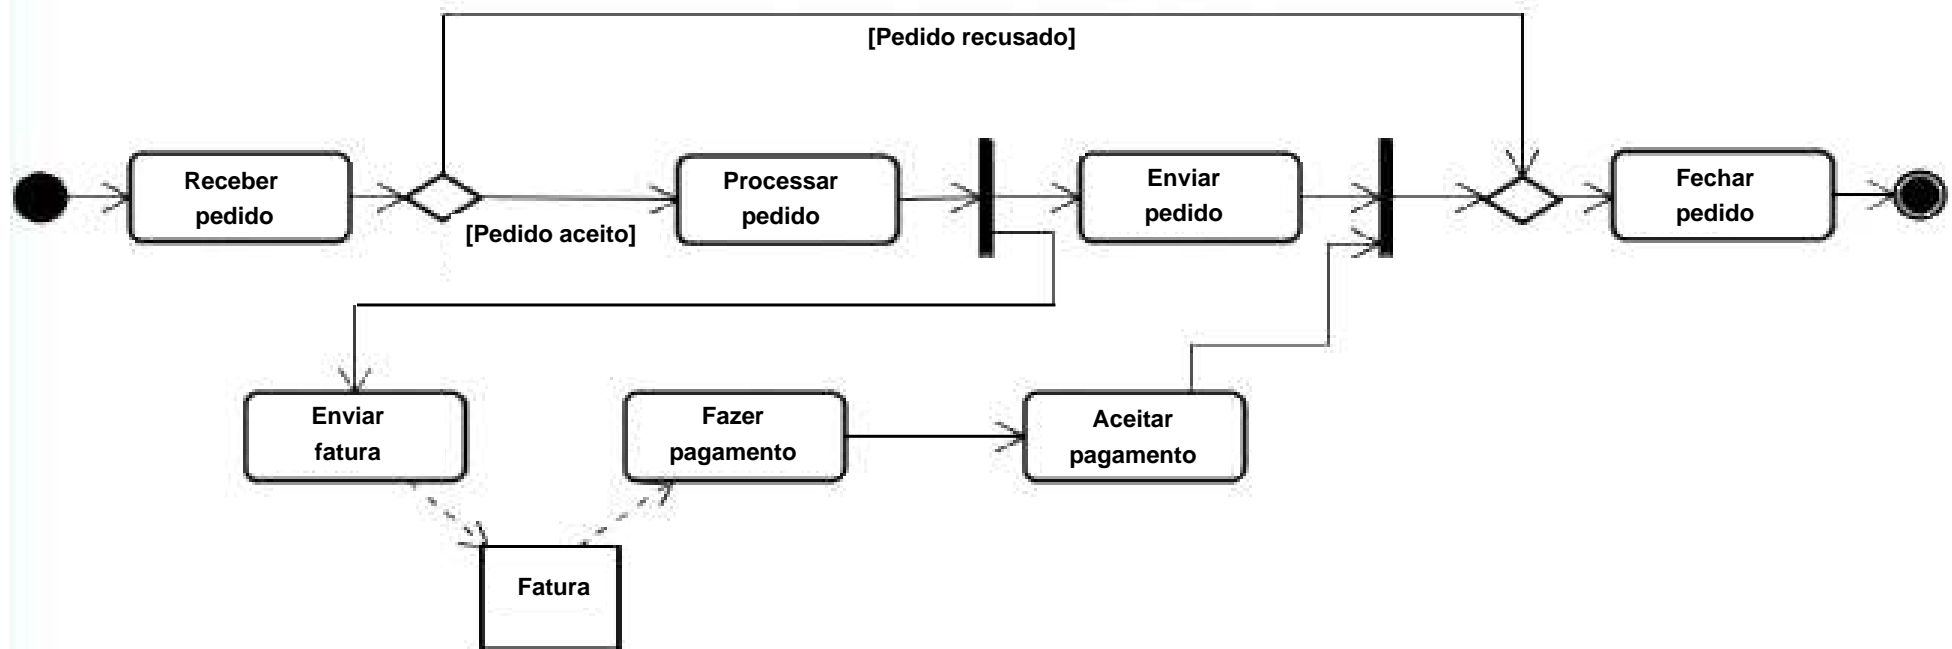 [Pedido recusado]
Receber
pedido
[Pedido aceito]
Processar
pedido
Enviar
pedido
Fechar
pedido
Enviar
fatura
Fazer
pagamento
Aceitar
pagamento
Fatura